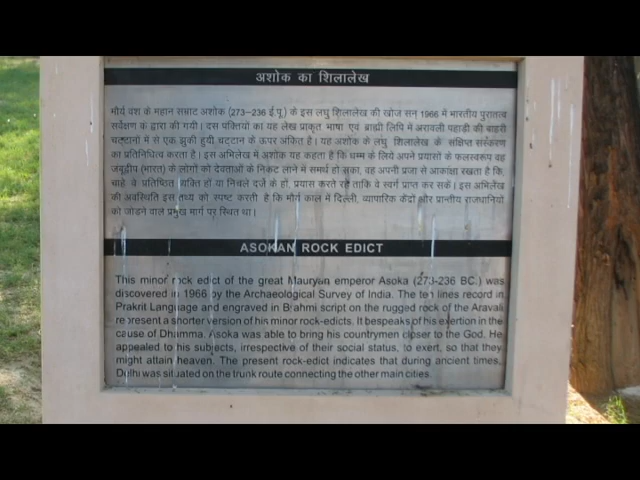 अशोक का शिलालेख
मौर्य वंश के महान सम्राट अशोक (273-236 ई.पू.) के इस लघु शिलालेख की खोज सन् 1966 में भारतीय पुरातत्व
सर्वेक्षण के द्वारा की गयी। दस पंक्तियों का यह लेख प्राकृत भाषा एवं ब्राह्मी लिपि में अरावली पहाड़ी की बाहरी
चट्टानों में से एक झुकी हुयी चट्टान के ऊपर अंकित है। यह अशोक के लघु शिलालेख के संक्षिप्त संस्करण
का प्रतिनिधित्व करता है। इस अभिलेख में अशोक यह कहता है कि धम्म के लिये अपने प्रयासों के फलस्वरूप वह
जम्बूद्वीप (भारत) के लोगों को देवताओं के निकट लाने में समर्थ हो सका, वह अपनी प्रजा से आकांक्षा रखता है कि
चाहे वे प्रतिष्ठित व्यक्ति हों या निचले दर्जे के हों, प्रयास करते रहें ताकि वे स्वर्ग प्राप्त कर सकें। इस अभिलेख
की अवस्थिति इस तथ्य को स्पष्ट करती है कि मौर्य काल में दिल्ली, व्यापारिक केंद्रों और प्रान्तीय राजधानियों
को जोडने वाले प्रमुख मार्ग पर स्थित था।
ASOKAN ROCK EDICT
This minor rock edict of the great Mauryan emperor Asoka (273-236 BC.) was
discovered in 1966 by the Archaeological Survey of India. The ten lines record in
Prakrit Language and engraved in Brahmi script on the rugged rock of the Aravali
represent a shorter version of his minor rock-edicts. It bespeaks of his exertion in the
cause of Dhamma. Asoka was able to bring his countrymen closer to the God. He
appealed to his subjects, irrespective of their social status, to exert, so that they
might attain heaven. The present rock-edict indicates that during ancient times,
Delhi was situated on the trunk route connecting the other main cities.